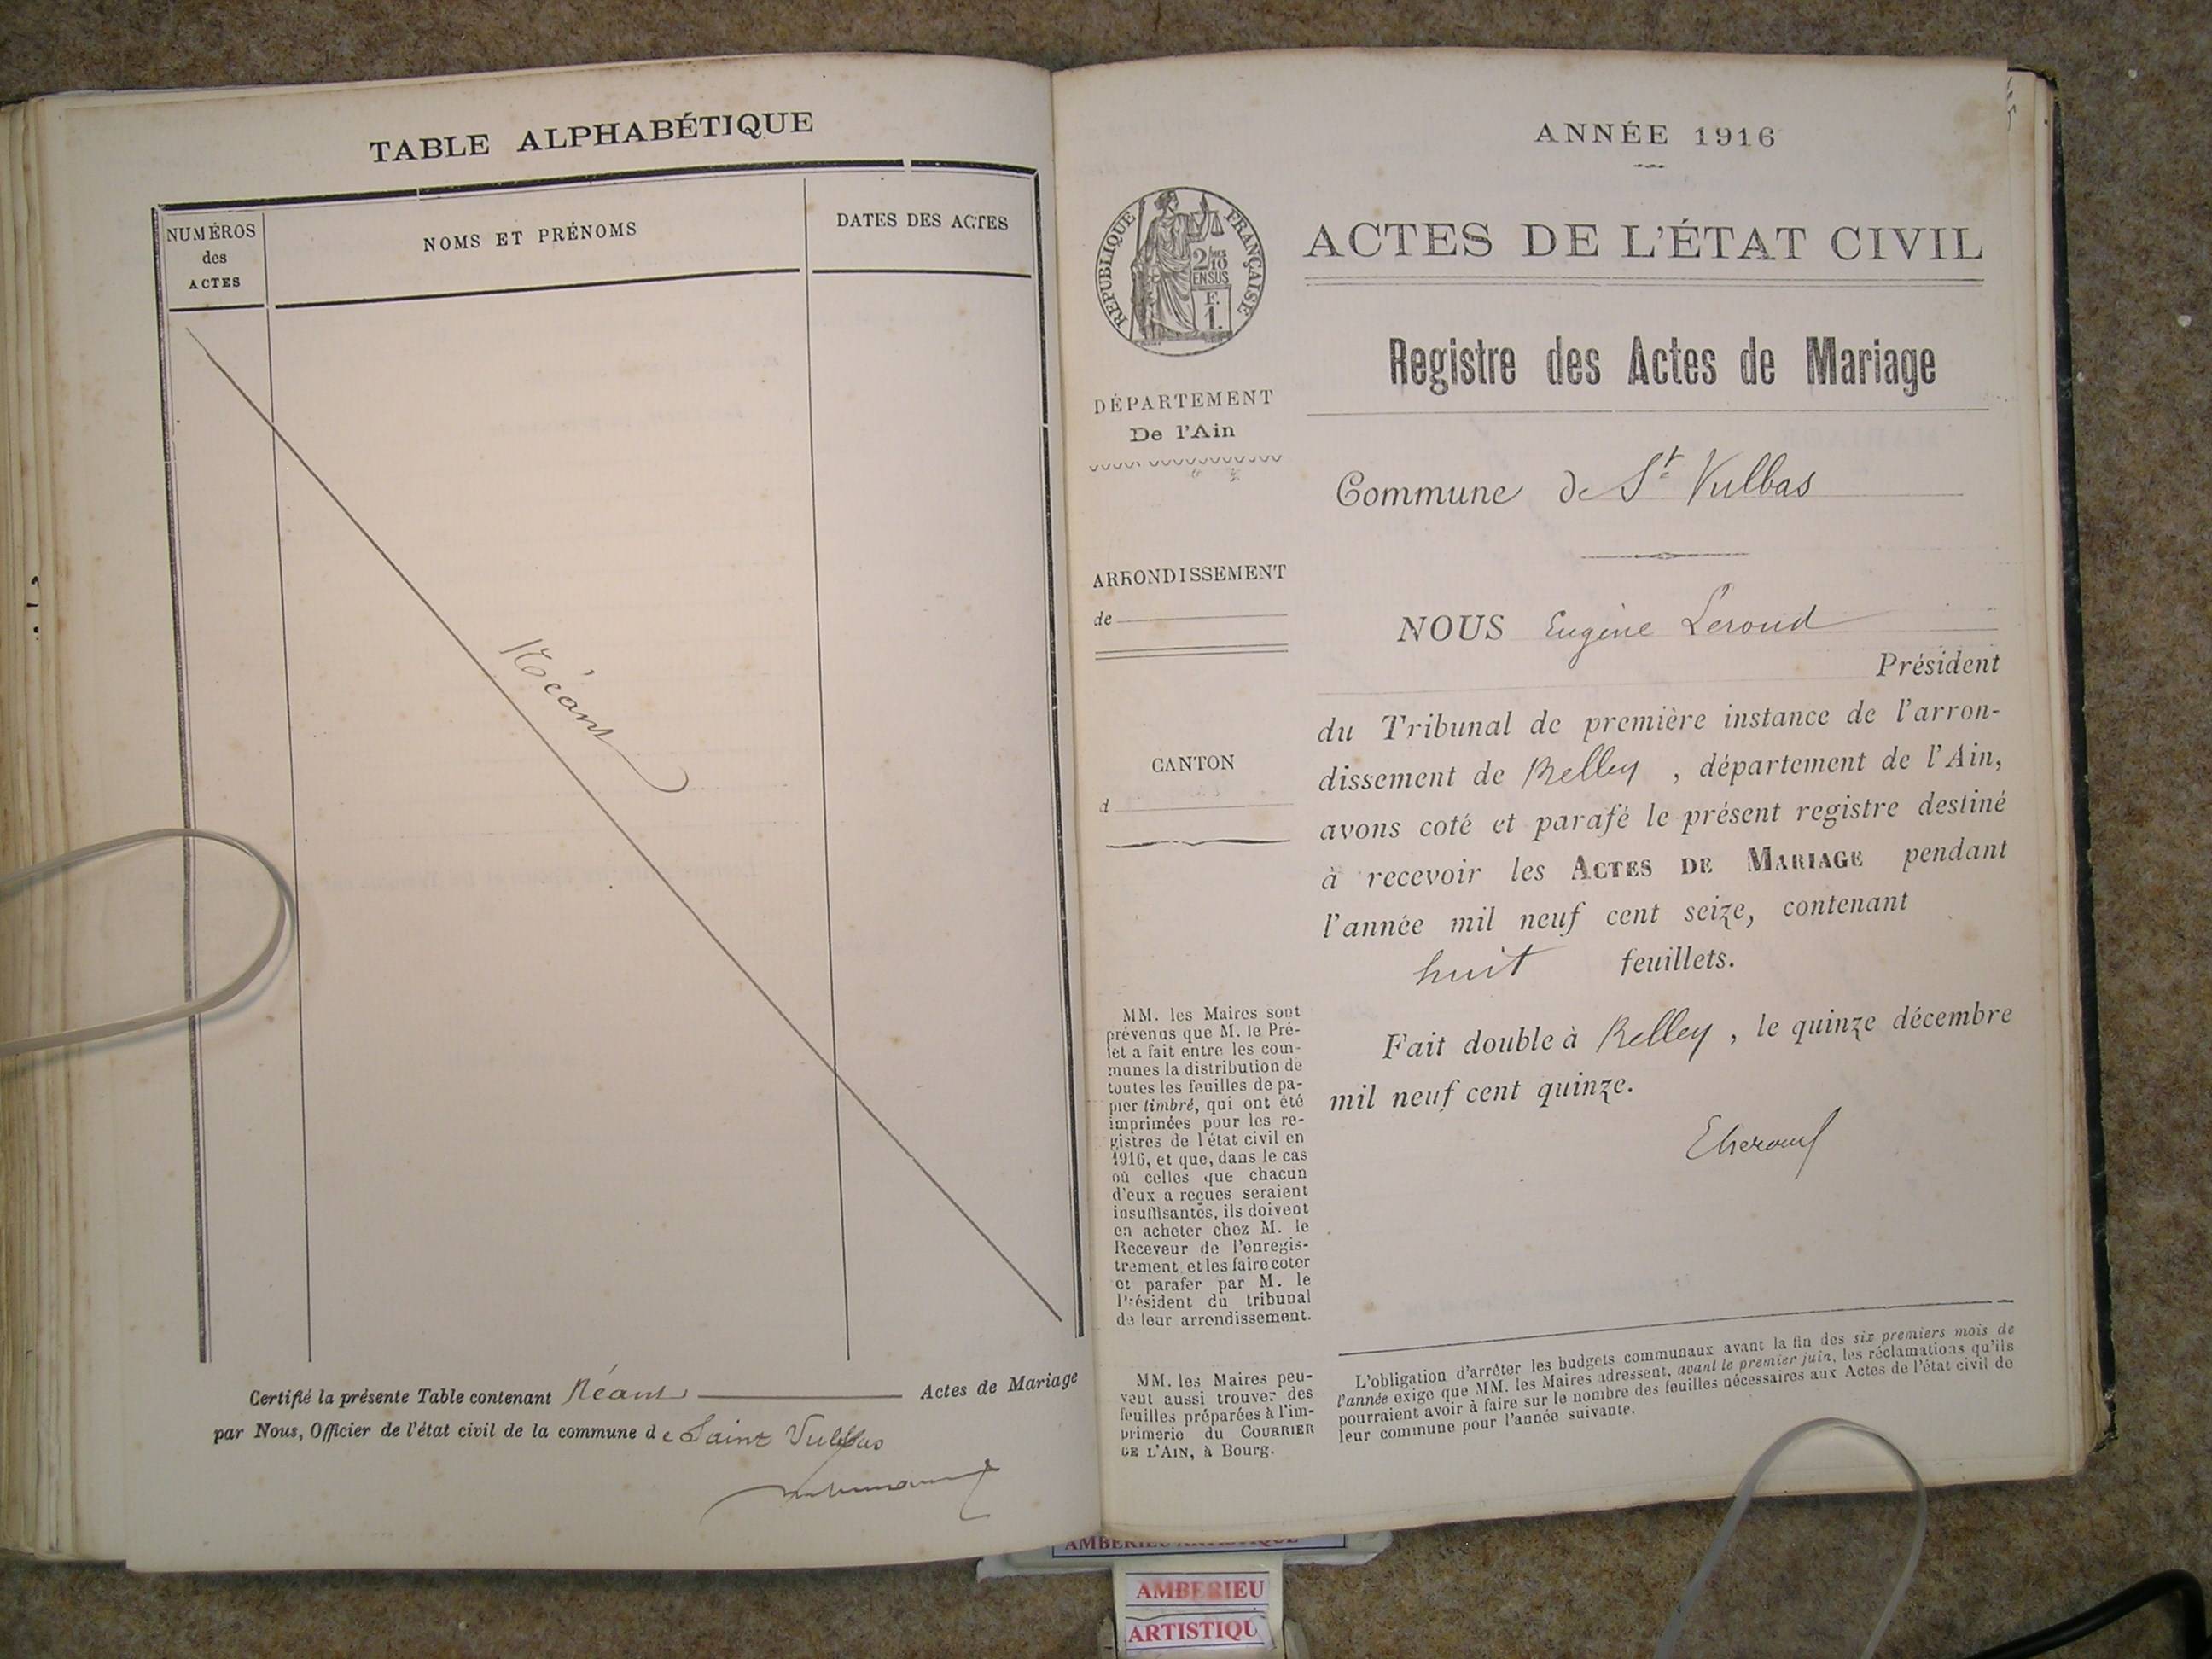 TABLE ALPHABÉTIQUE
NUMÉROS
des
ACTES
NOMS ET PRÉNOMS
DATES DES ACTES
Néant
Certifié la présente Table contenant Néant Actes de Mariage
par Nous, Officier de l'état civil de la commune de Saint Vulbas
ANNÉE 1916
RÉPUBLIQUE FRANÇAISE
2/10
EN SUS
F.
1.
ACTES DE L'ÉTAT CIVIL
Registre des Actes de Mariage
DÉPARTEMENT
De l'Ain
Commune de St Vulbas
ARRONDISSEMENT
de
NOUS Eugène Leroud
Président
du Tribunal de première instance de l'arron-
dissement de Belley , département de l'Ain,
avons coté et parafé le présent registre destiné
à recevoir les ACTES DE MARIAGE pendant
l'année mil neuf cent seize, contenant
huit feuillets.
Fait double à Belley , le quinze décembre
mil neuf cent quinze.
CANTON
d
MM. les Maires sont
prévenus que M. le Pré-
fet a fait entre les com-
munes la distribution de
toutes les feuilles de pa-
pier timbré, qui ont été
imprimées pour les re-
gistres de l'état civil en
1916, et que, dans le cas
où celles que chacun
d'eux a reçues seraient
insuffisantes, ils doivent
en acheter chez M. le
Receveur de l'enregis-
trement et les faire coter
et parafer par M. le
Président du tribunal
de leur arrondissement.
MM. les Maires peu-
vent aussi trouver des
feuilles préparées à l'im-
primerie du COURRIER
DE L'AIN, à Bourg.
L'obligation d'arrêter les budgets communaux avant la fin des six premiers mois de
l'année exige que MM. les Maires adressent, avant le premier juin, les réclamations qu'ils
pourraient avoir à faire sur le nombre des feuilles nécessaires aux Actes de l'état civil de
leur commune pour l'année suivante.
AMBERIEU ARTISTIQUE
AMBERIEU
ARTISTIQU